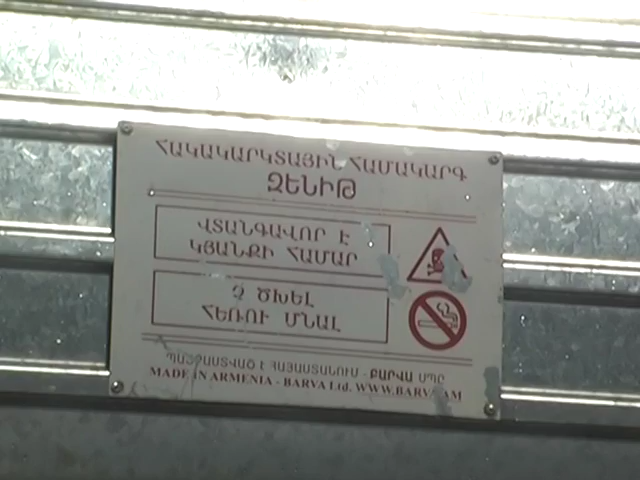 ՀԱԿԱԿԱՐԿՏԱՅԻՆ ՀԱՄԱԿԱՐԳ
ԶԵՆԻԹ
ՎՏԱՆԳԱՎՈՐ Է
ԿՅԱՆՔԻ ՀԱՄԱՐ
Չ ԾԽԵԼ
ՀԵՌՈՒ ՄՆԱԼ
ՊԱՏՐԱՍՏՎԱԾ Է ՀԱՅԱՍՏԱՆՈՒՄ - ԲԱՐՎԱ ՍՊԸ
MADE IN ARMENIA - BARVA Ltd. WWW.BARVA.AM